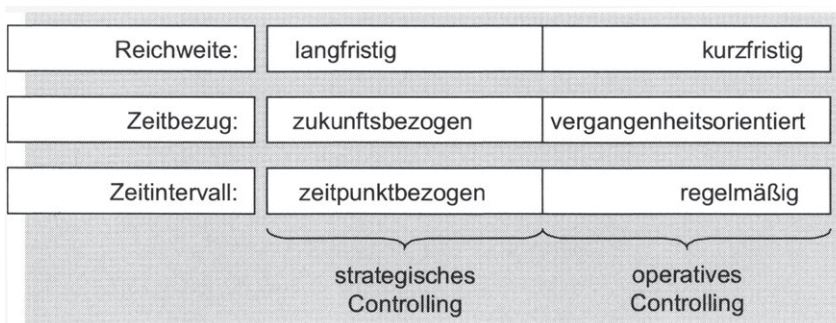 Reichweite: langfristig kurzfristig
Zeitbezug: zukunftsbezogen vergangenheitsorientiert
Zeitintervall: zeitpunktbezogen regelmäßig
strategisches operatives
Controlling Controlling